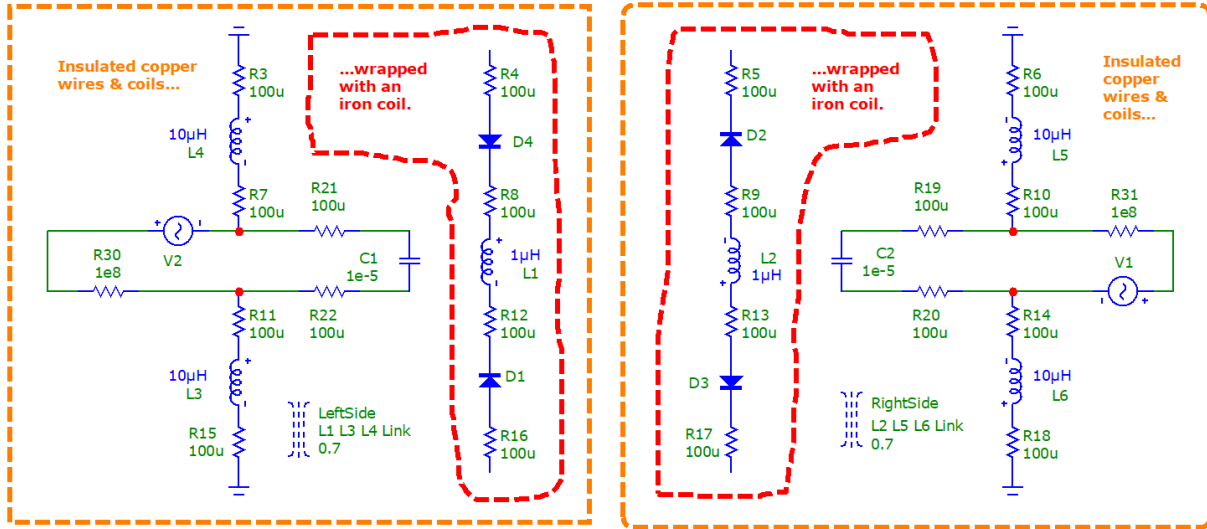 Insulated copper
wires & coils...
R3
100u
10µH
L4
+
-
R7
100u
R21
100u
+
-
V2
R30
1e8
C1
1e-5
R11
100u
R22
100u
10µH
L3
+
-
R15
100u
LeftSide
L1 L3 L4 Link
0.7
...wrapped
with an
iron coil.
R4
100u
D4
R8
100u
+
1µH
L1
-
R12
100u
D1
R16
100u
R5
100u
...wrapped
with an
iron coil.
D2
R9
100u
-
L2
1µH
+
R13
100u
D3
R17
100u
R6
100u
Insulated
copper
wires &
coils...
+
10µH
L5
-
R19
100u
R10
100u
R31
1e8
C2
1e-5
V1
-
+
R20
100u
R14
100u
+
10µH
L6
-
RightSide
L2 L5 L6 Link
0.7
R18
100u